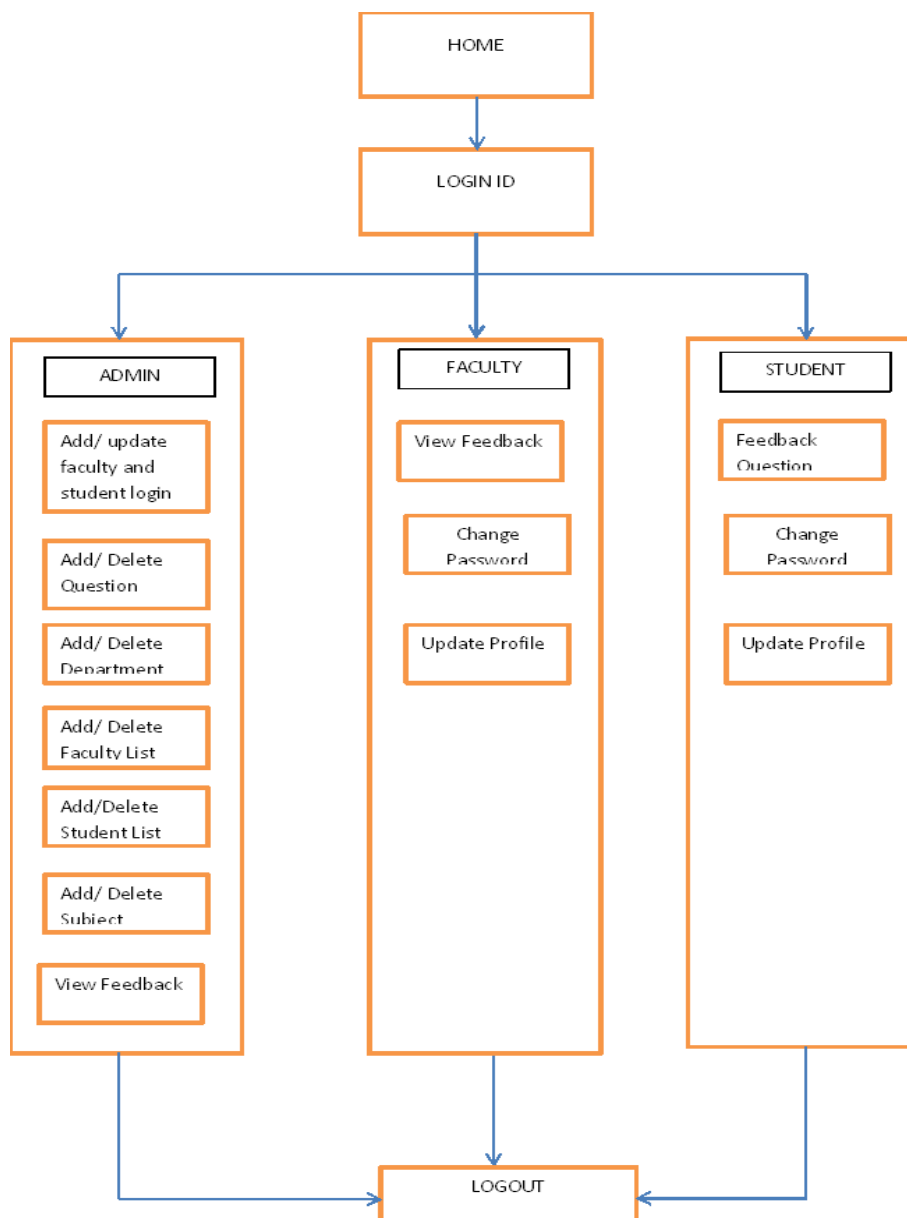 HOME
LOGIN ID
ADMIN
Add/ update
faculty and
student login
Add/ Delete
Question
Add/ Delete
Department
Add/ Delete
Faculty List
Add/Delete
Student List
Add/ Delete
Subject
View Feedback
FACULTY
View Feedback
Change
Password
Update Profile
STUDENT
Feedback
Question
Change
Password
Update Profile
LOGOUT